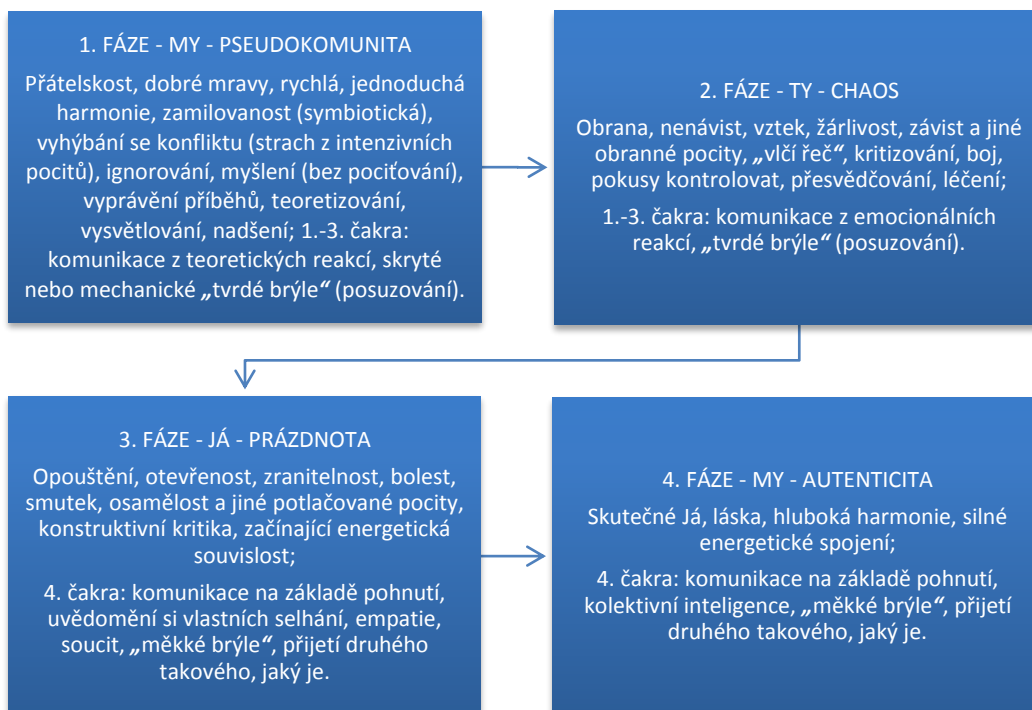 1. FÁZE - MY - PSEUDOKOMUNITA
Přátelskost, dobré mravy, rychlá, jednoduchá
harmonie, zamilovanost (symbiotická),
vyhýbání se konfliktu (strach z intenzivních
pocitů), ignorování, myšlení (bez pociťování),
vyprávění příběhů, teoretizování,
vysvětlování, nadšení; 1.-3. čakra:
komunikace z teoretických reakcí, skryté
nebo mechanické „tvrdé brýle“ (posuzování).
2. FÁZE - TY - CHAOS
Obrana, nenávist, vztek, žárlivost, závist a jiné
obranné pocity, „vlčí řeč“, kritizování, boj,
pokusy kontrolovat, přesvědčování, léčení;
1.-3. čakra: komunikace z emocionálních
reakcí, „tvrdé brýle“ (posuzování).
3. FÁZE - JÁ - PRÁZDNOTA
Opouštění, otevřenost, zranitelnost, bolest,
smutek, osamělost a jiné potlačované pocity,
konstruktivní kritika, začínající energetická
souvislost;
4. čakra: komunikace na základě pohnutí,
uvědomění si vlastních selhání, empatie,
soucit, „měkké brýle“, přijetí druhého
takového, jaký je.
4. FÁZE - MY - AUTENTICITA
Skutečné Já, láska, hluboká harmonie, silné
energetické spojení;
4. čakra: komunikace na základě pohnutí,
kolektivní inteligence, „měkké brýle“, přijetí
druhého takového, jaký je.